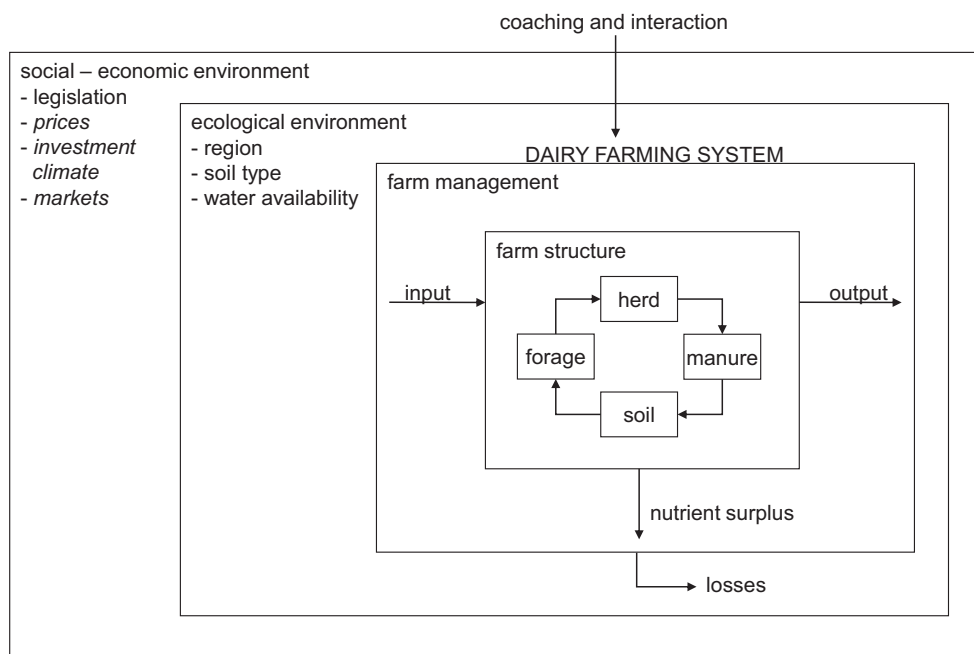 coaching and interaction
social – economic environment
- legislation
- prices
- investment
climate
- markets
ecological environment
- region
- soil type
- water availability
DAIRY FARMING SYSTEM
farm management
farm structure
input
herd
output
forage
manure
soil
nutrient surplus
losses